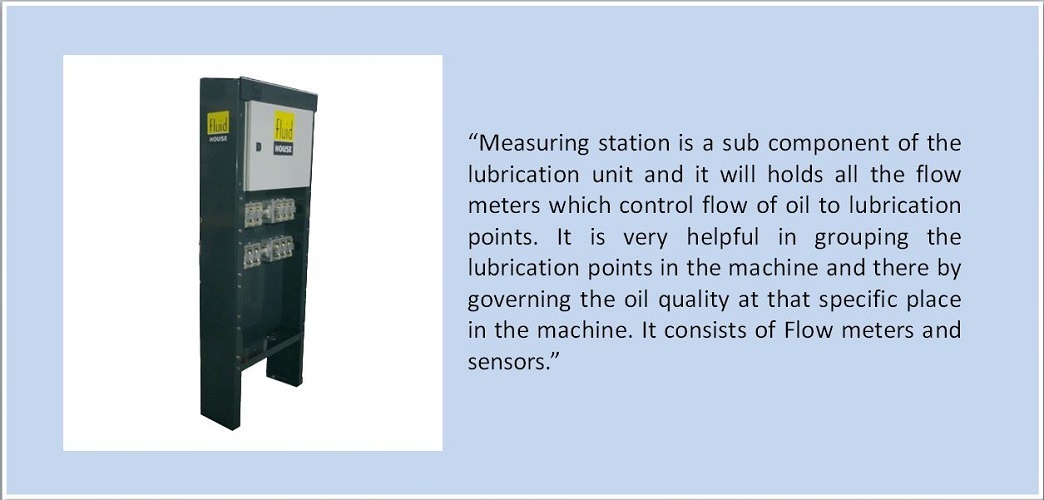 fluid
HOUSE
fluid
HOUSE
“Measuring station is a sub component of the
lubrication unit and it will holds all the flow
meters which control flow of oil to lubrication
points. It is very helpful in grouping the
lubrication points in the machine and there by
governing the oil quality at that specific place
in the machine. It consists of Flow meters and
sensors.”